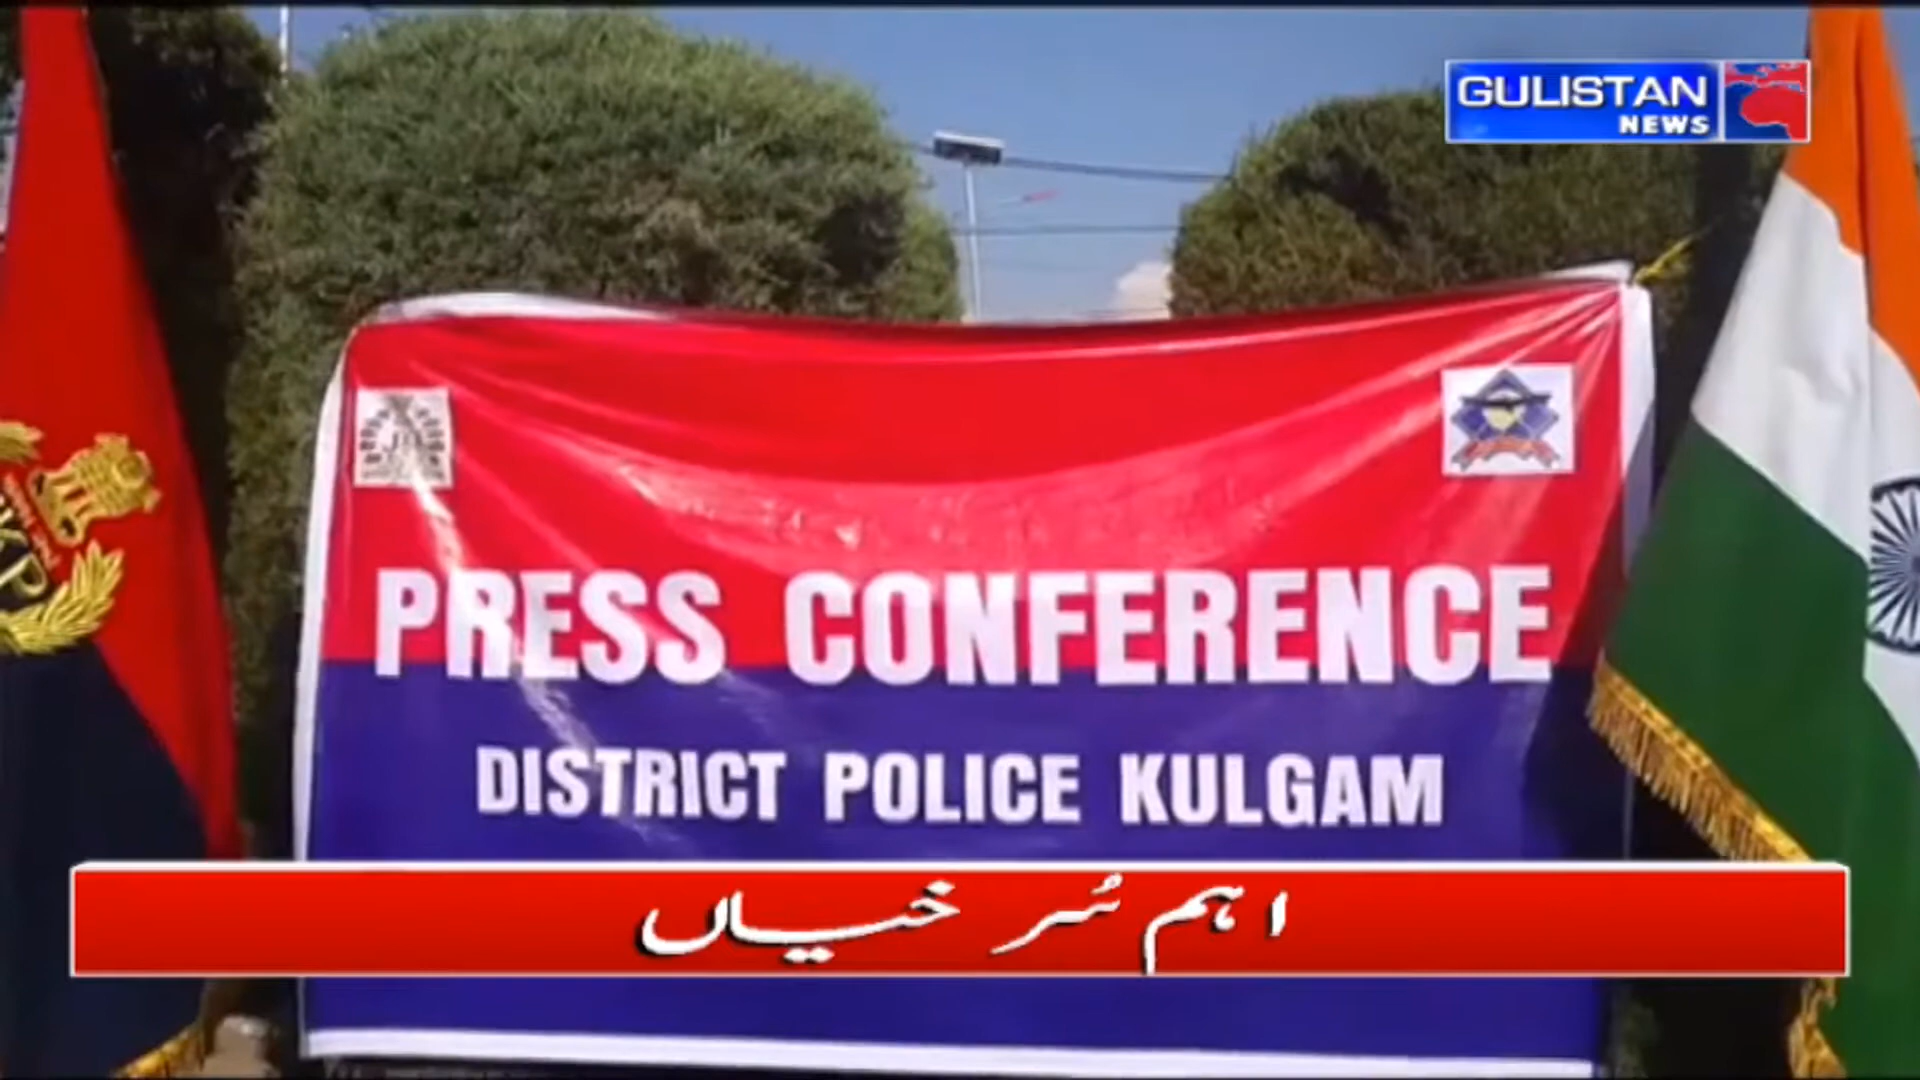 GULISTAN
NEWS
PRESS CONFERENCE
DISTRICT POLICE KULGAM
اہم سُرخیاں